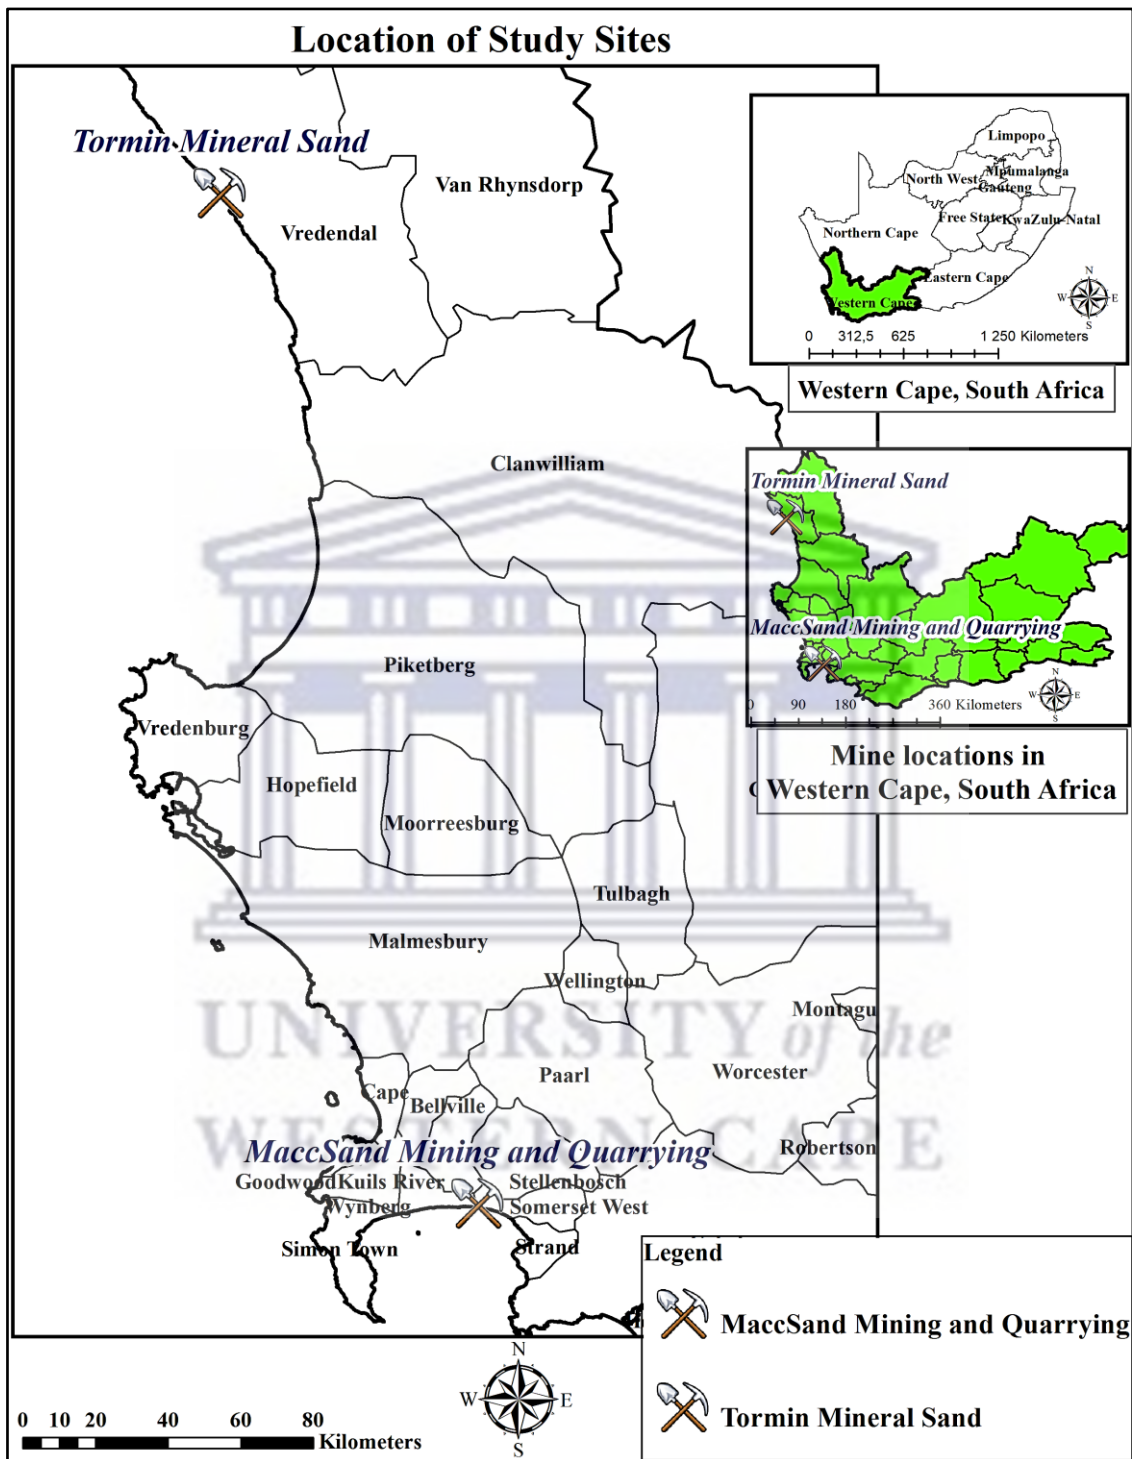 Location of Study Sites
Tormin Mineral Sand
Van Rhynsdorp
Vredendal
Clanwilliam
Piketberg
Vredenburg
Hopefield
Moorreesburg
Tulbagh
Malmesbury
Wellington
Montagu
Paarl
Worcester
Cape
Bellville
Robertson
MaccSand Mining and Quarrying
Goodwood
Kuils River
Stellenbosch
Wynberg
Somerset West
Simon Town
Strand
UNIVERSITY of the
WESTERN CAPE
Limpopo
Mpumalanga
North West
Gauteng
Free State
KwaZulu-Natal
Northern Cape
Eastern Cape
Western Cape
N
W
E
S
0 312,5 625 1 250 Kilometers
Western Cape, South Africa
Tormin Mineral Sand
MaccSand Mining and Quarrying
N
W
E
S
0 90 180 360 Kilometers
Mine locations in
Western Cape, South Africa
Legend
MaccSand Mining and Quarrying
Tormin Mineral Sand
N
W
E
S
0 10 20 40 60 80
Kilometers